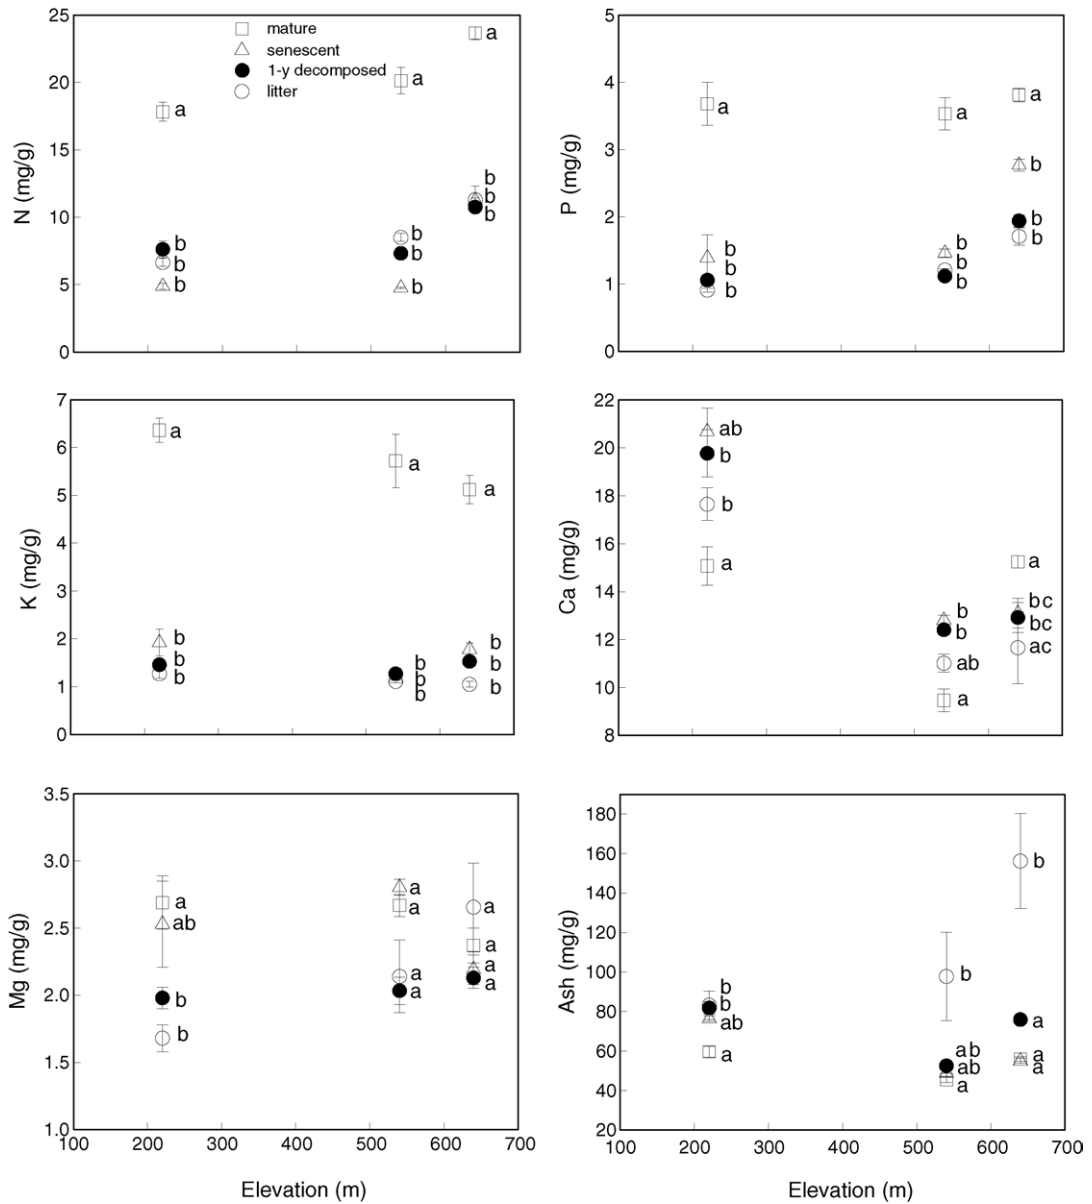 25
20
15
10
5
0
N (mg/g)
mature
senescent
1-y decomposed
litter
a
a
a
b
b
b
b
b
b
b
b
b
5
4
3
2
1
0
P (mg/g)
a
a
a
b
b
b
b
b
b
b
b
b
7
6
5
4
3
2
1
0
K (mg/g)
a
a
a
b
b
b
b
b
b
b
b
b
22
20
18
16
14
12
10
8
Ca (mg/g)
ab
b
b
a
b
b
ab
a
a
bc
bc
ac
3.5
3.0
2.5
2.0
1.5
1.0
Mg (mg/g)
a
ab
b
b
a
a
a
a
a
a
a
a
100 200 300 400 500 600 700
Elevation (m)
180
160
140
120
100
80
60
40
20
Ash (mg/g)
b
b
ab
a
b
ab
ab
a
b
a
a
a
100 200 300 400 500 600 700
Elevation (m)